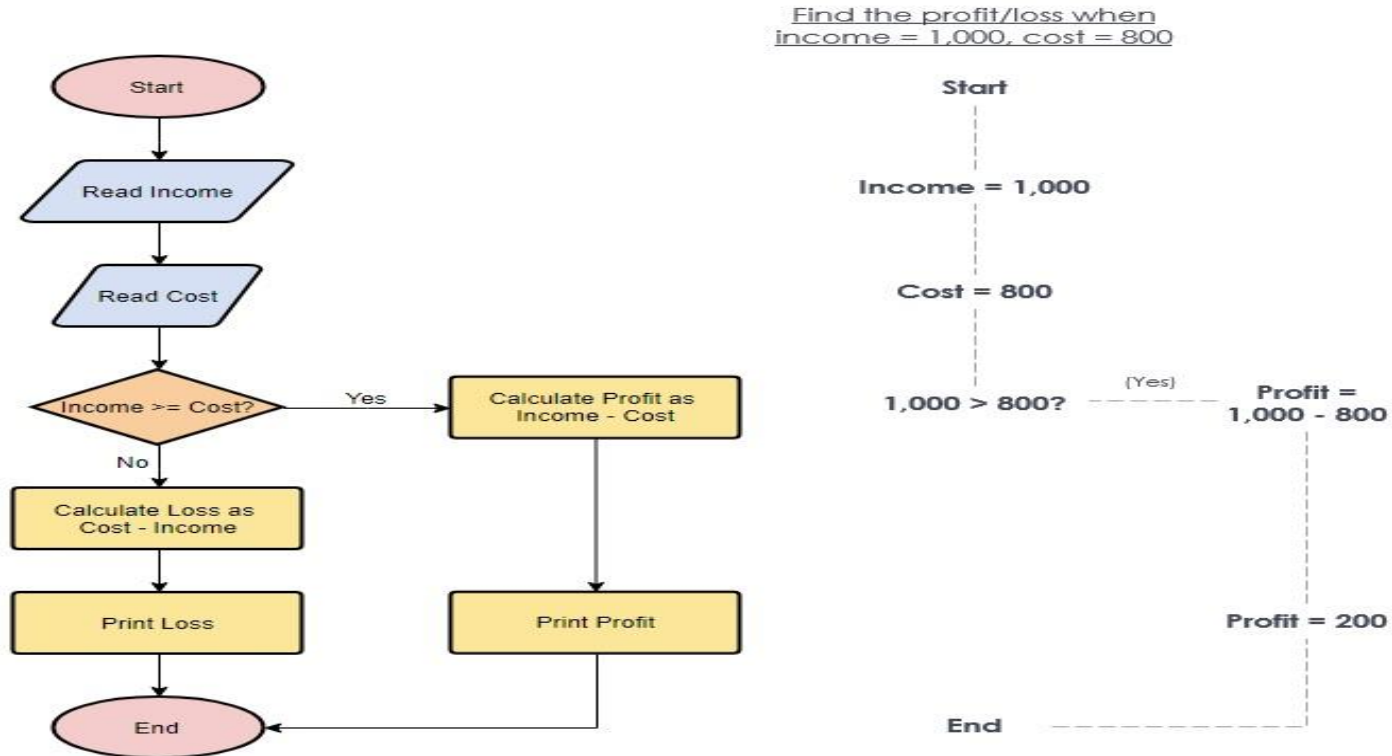 Find the profit/loss when
income = 1,000, cost = 800
Start
Read Income
Read Cost
Income >= Cost?
Yes
Calculate Profit as
Income - Cost
No
Calculate Loss as
Cost - Income
Print Loss
Print Profit
End
Start
Income = 1,000
Cost = 800
1,000 > 800?
(Yes)
Profit =
1,000 - 800
Profit = 200
End